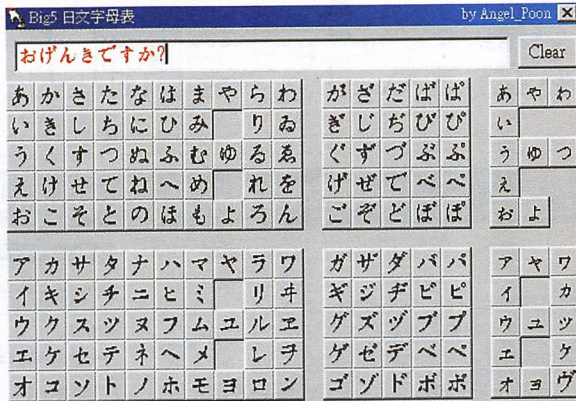 Big5 日文字母表 by Angel_Poon
おげんきですか? Clear
あ か さ た な は ま や ら わ が ざ だ ば ぱ あ や わ
い き し ち に ひ み り ゐ ぎ じ ぢ び ぴ い
う く す つ ぬ ふ む ゆ る ゑ ぐ ず づ ぶ ぷ う ゆ つ
え け せ て ね へ め れ を げ ぜ で べ ぺ え
お こ そ と の ほ も よ ろ ん ご ぞ ど ぼ ぽ お よ
ア カ サ タ ナ ハ マ ヤ ラ ワ ガ ザ ダ バ パ ア ヤ ワ
イ キ シ チ ニ ヒ ミ リ ヰ ギ ジ ヂ ビ ピ イ カ
ウ ク ス ツ ヌ フ ム ユ ル ヱ グ ズ ヅ ブ プ ウ ユ ツ
エ ケ セ テ ネ ヘ メ レ ヲ ゲ ゼ デ ベ ペ エ ケ
オ コ ソ ト ノ ホ モ ヨ ロ ン ゴ ゾ ド ボ ポ オ ヨ ヴ